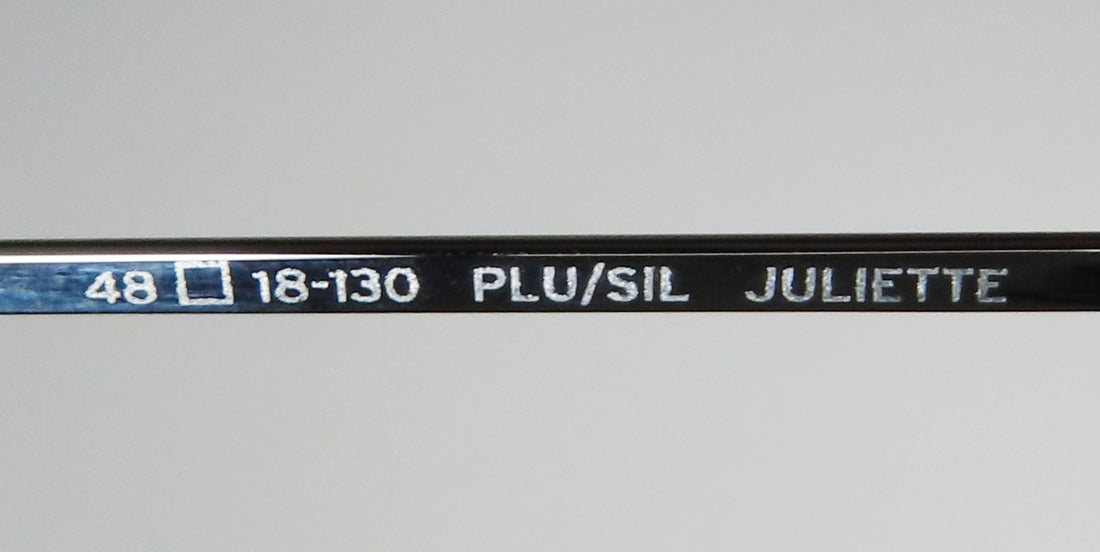 48 □ 18-130 PLU/SIL JULIETTE